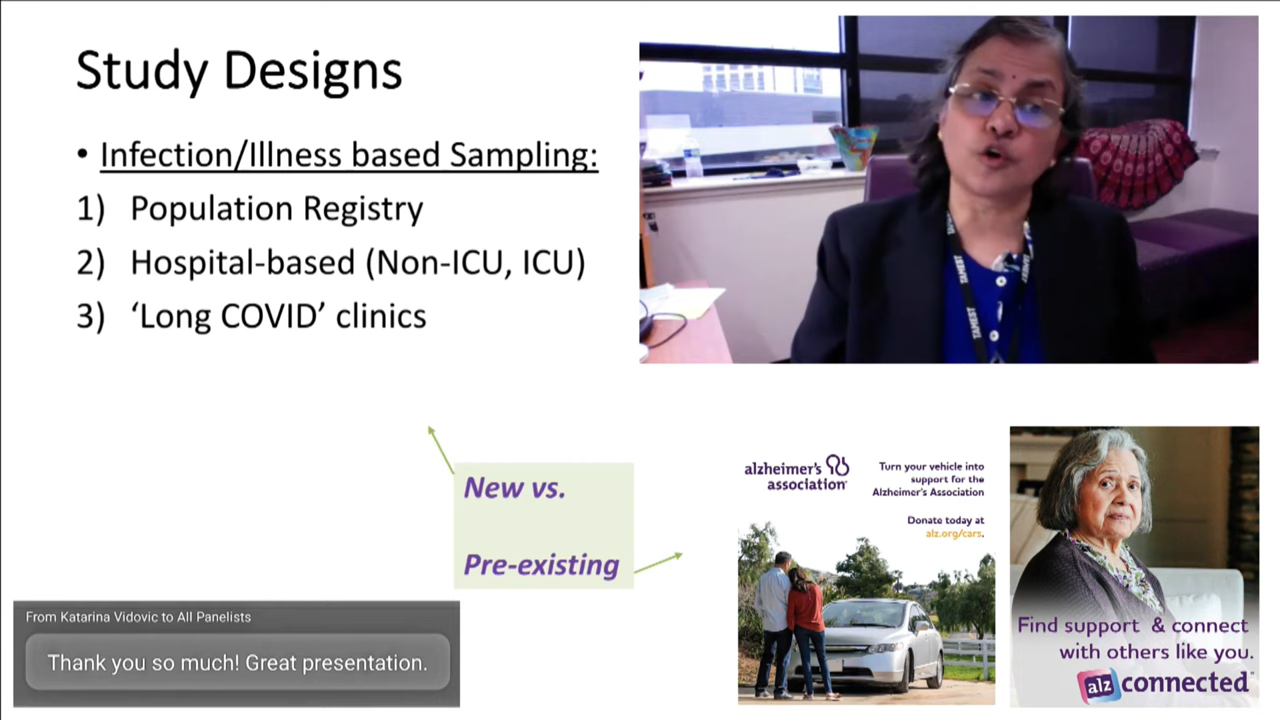 Study Designs
• Infection/Illness based Sampling:
1) Population Registry
2) Hospital-based (Non-ICU, ICU)
3) ‘Long COVID’ clinics
TAMEST
TAMEST
New vs.
Pre-existing
From Katarina Vidovic to All Panelists
Thank you so much! Great presentation.
alzheimer's
association
Turn your vehicle into
support for the
Alzheimer's Association
Donate today at
alz.org/cars.
Find support & connect
with others like you.
alz connected